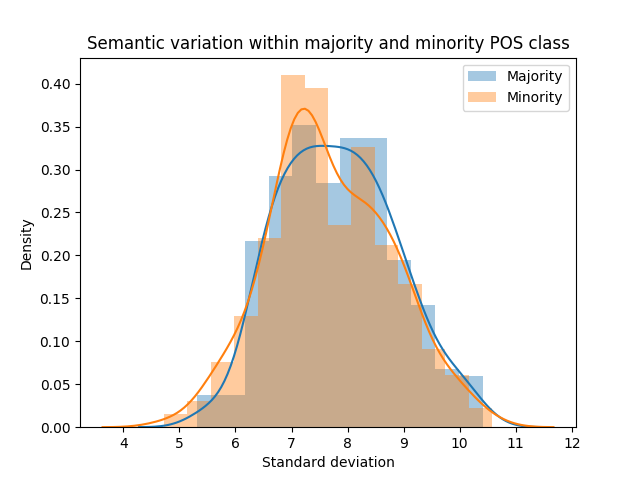 Semantic variation within majority and minority POS class
Majority
Minority
0.40
0.35
0.30
0.25
0.20
0.15
0.10
0.05
0.00
Density
4 5 6 7 8 9 10 11 12
Standard deviation